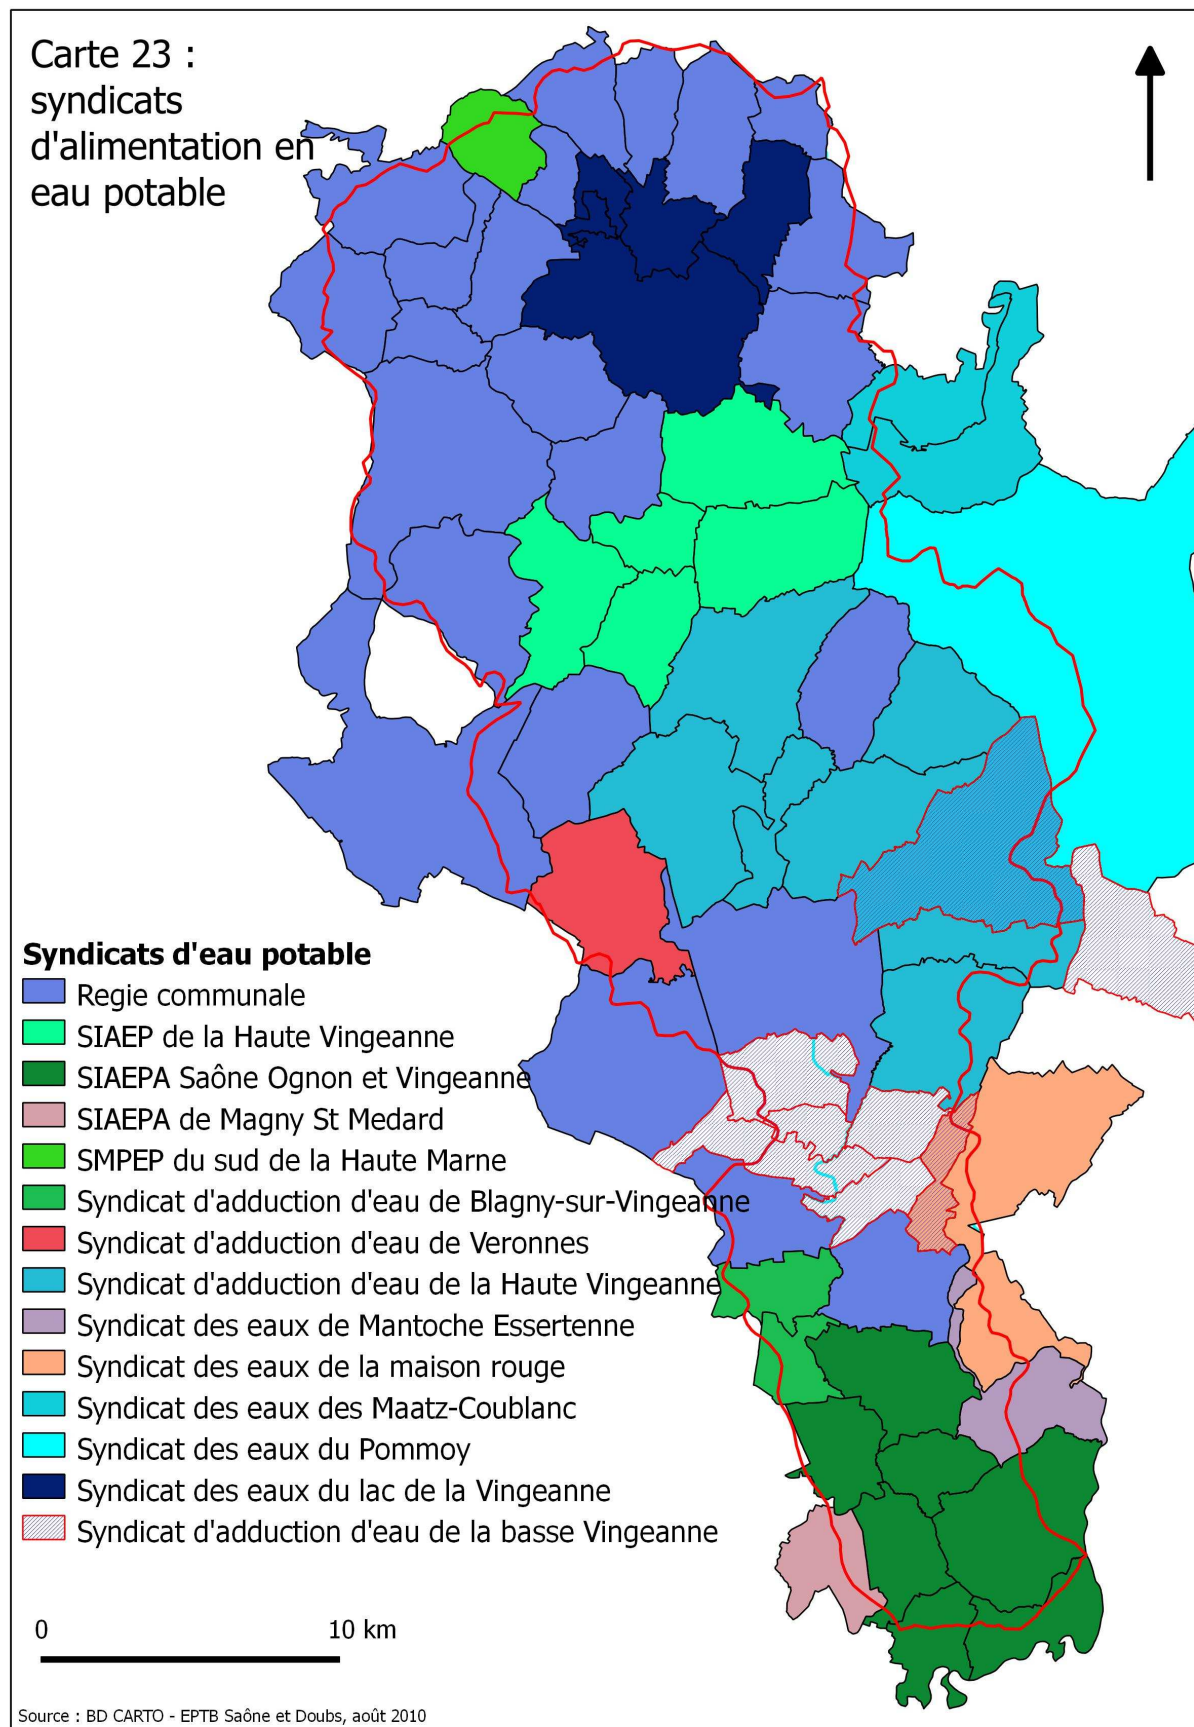 Carte 23 :
syndicats
d'alimentation en
eau potable
Syndicats d'eau potable
Regie communale
SIAEP de la Haute Vingeanne
SIAEPA Saône Ognon et Vingeanne
SIAEPA de Magny St Medard
SMPEP du sud de la Haute Marne
Syndicat d'adduction d'eau de Blagny-sur-Vingeanne
Syndicat d'adduction d'eau de Veronnes
Syndicat d'adduction d'eau de la Haute Vingeanne
Syndicat des eaux de Mantoche Essertenne
Syndicat des eaux de la maison rouge
Syndicat des eaux des Maatz-Coublanc
Syndicat des eaux du Pommoy
Syndicat des eaux du lac de la Vingeanne
Syndicat d'adduction d'eau de la basse Vingeanne
0 10 km
Source : BD CARTO - EPTB Saône et Doubs, août 2010